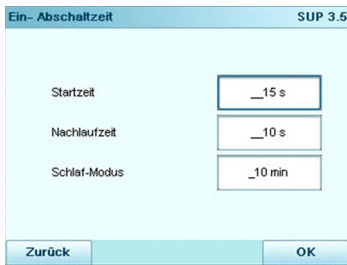 Ein- Abschaltzeit SUP 3.5
Startzeit __15 s
Nachlaufzeit __10 s
Schlaf-Modus _10 min
Zurück OK